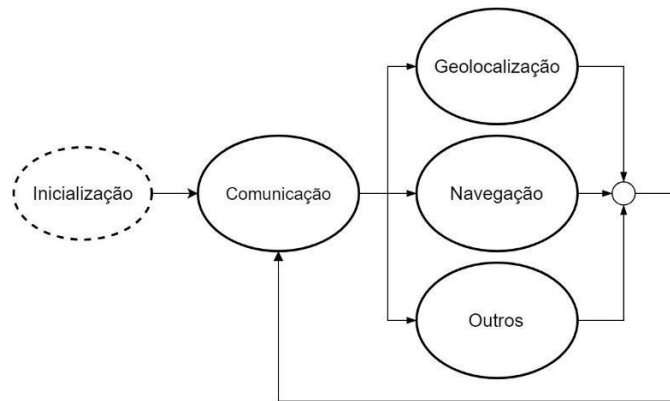 Geolocalização
Inicialização
Comunicação
Navegação
Outros